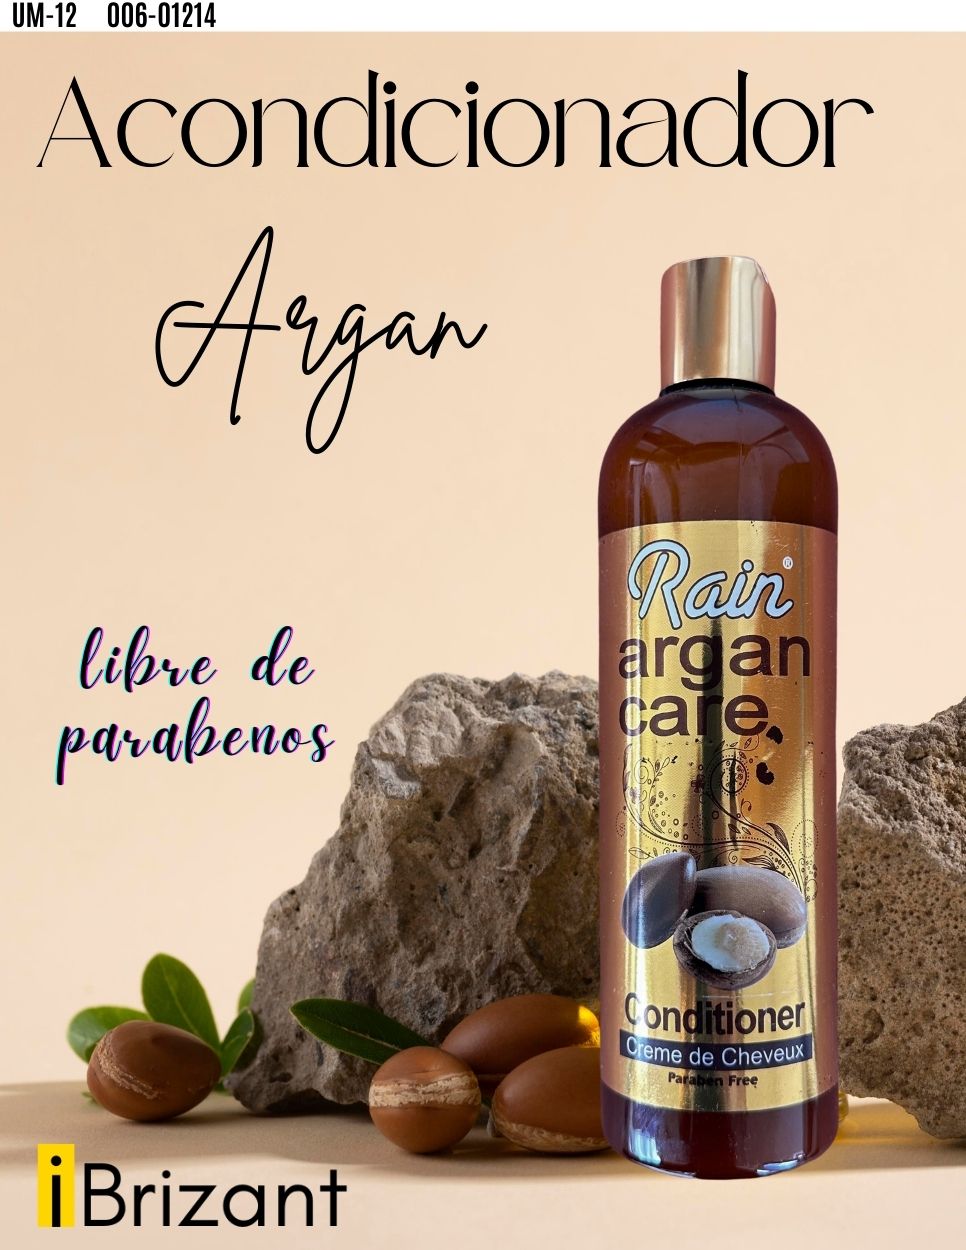 UM-12 006-01214
Acondicionador
Argan
libre de
parabenos
Rain®
argan
care
Conditioner
Creme de Cheveux
Paraben Free
iBrizant